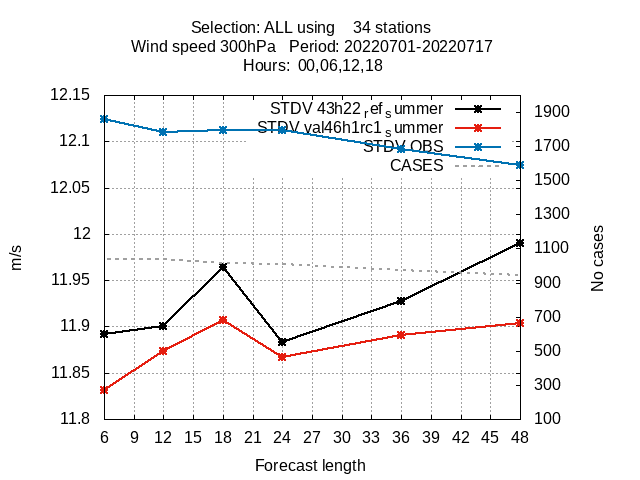 Selection: ALL using    34 stations
Wind speed 300hPa   Period: 20220701-20220717
Hours: 00,06,12,18
STDV 43h22_ref_summer
STDV val46h1rc1_summer
STDV OBS
CASES
12.15
12.1
12.05
12
11.95
11.9
11.85
11.8
1900
1700
1500
1300
1100
900
700
500
300
100
m/s
No cases
6 9 12 15 18 21 24 27 30 33 36 39 42 45 48
Forecast length